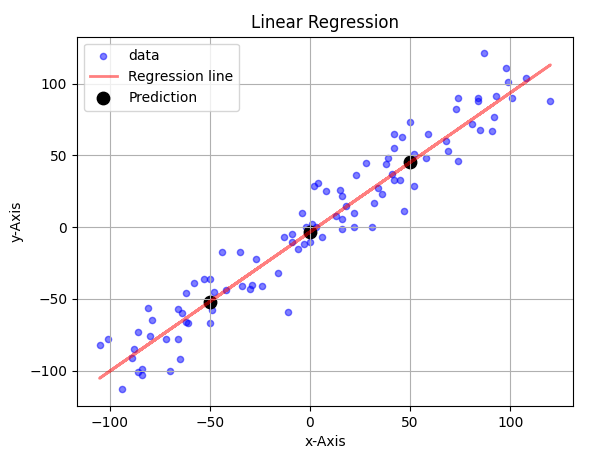 Linear Regression
data
Regression line
Prediction
100
50
0
−50
−100
y-Axis
−100
−50
0
50
100
x-Axis